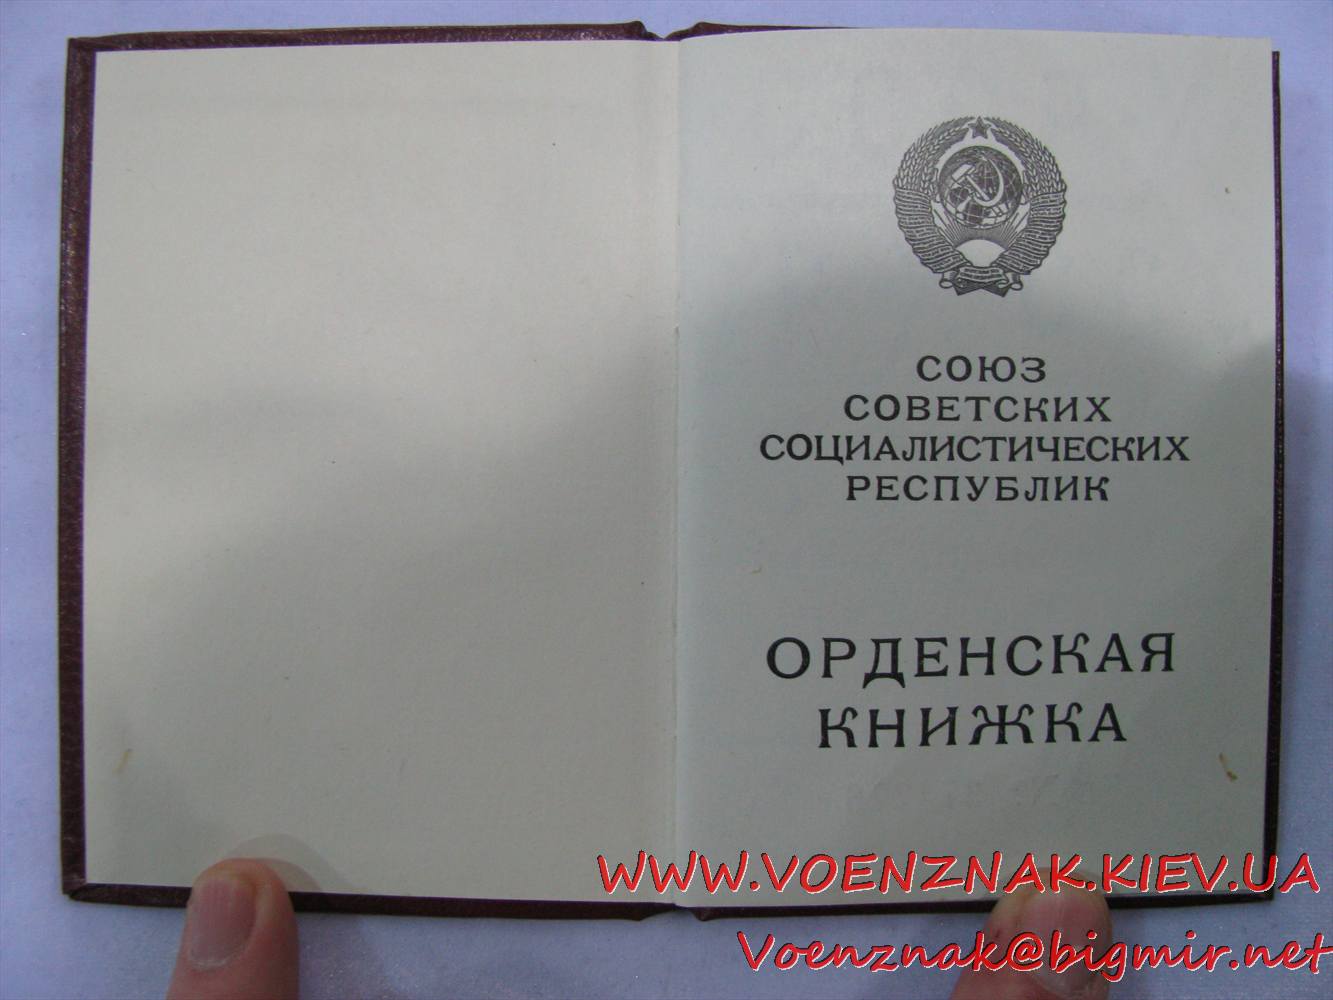 СОЮЗ
СОВЕТСКИХ
СОЦИАЛИСТИЧЕСКИХ
РЕСПУБЛИК
ОРДЕНСКАЯ
КНИЖКА
WWW.VOENZNAK.KIEV.UA
Voenznak@bigmir.net